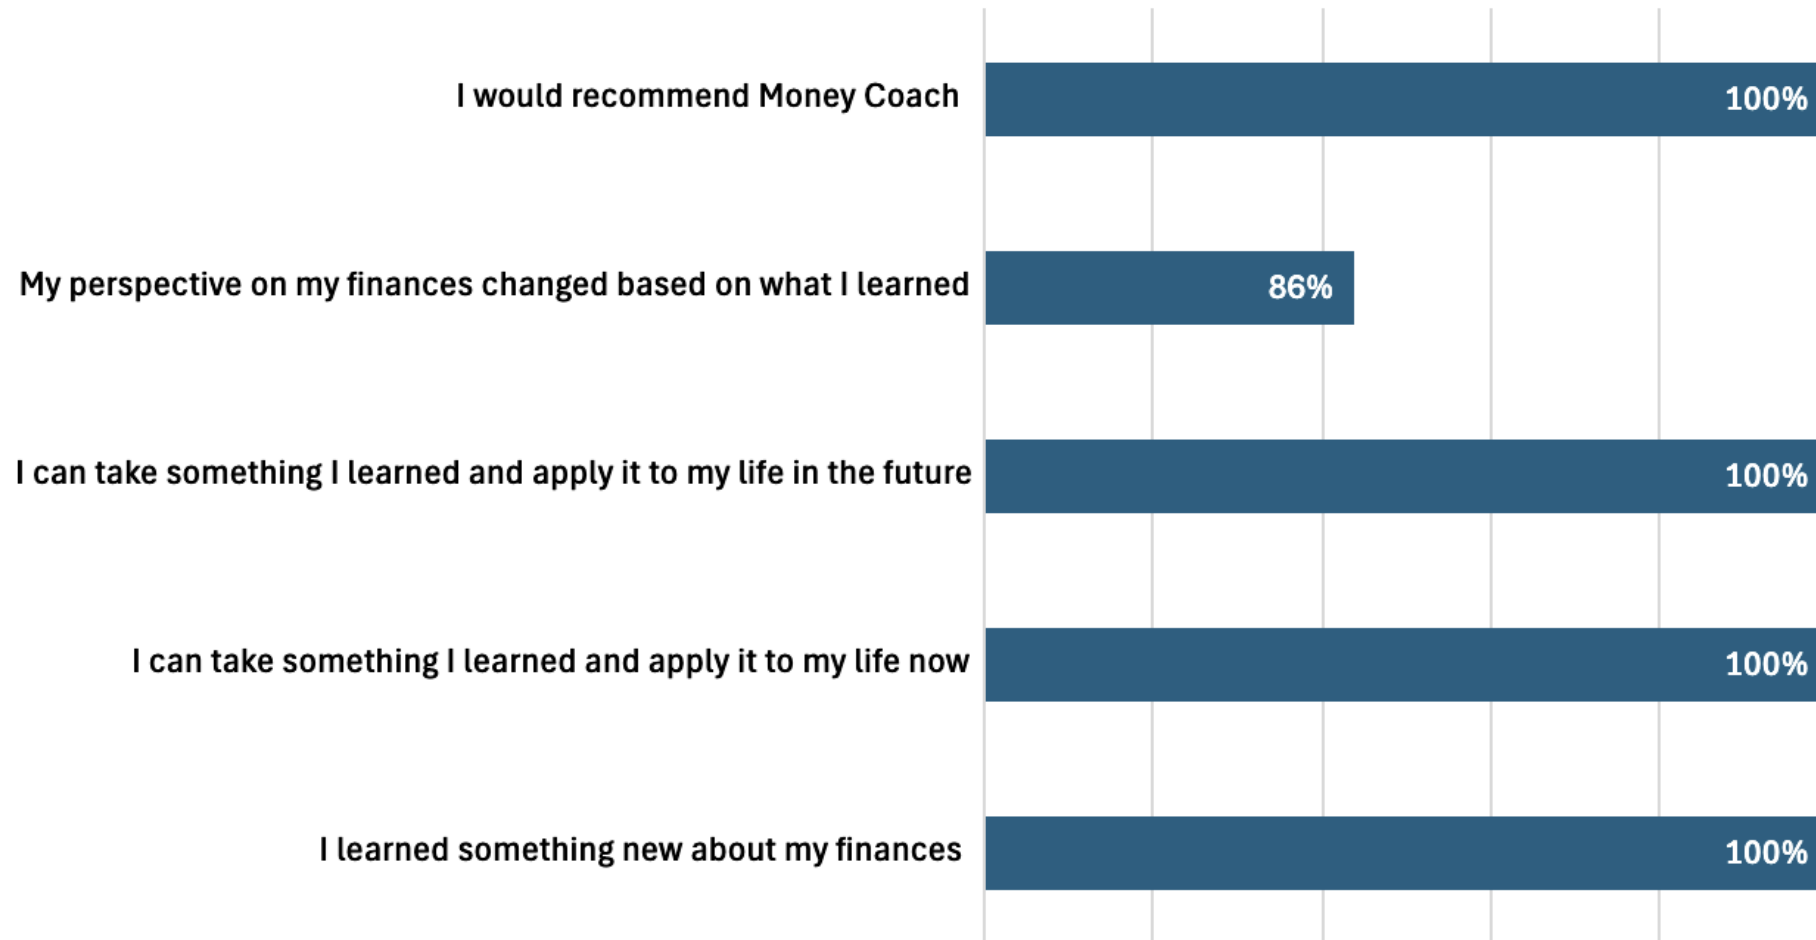 I would recommend Money Coach 100%
My perspective on my finances changed based on what I learned 86%
I can take something I learned and apply it to my life in the future 100%
I can take something I learned and apply it to my life now 100%
I learned something new about my finances 100%